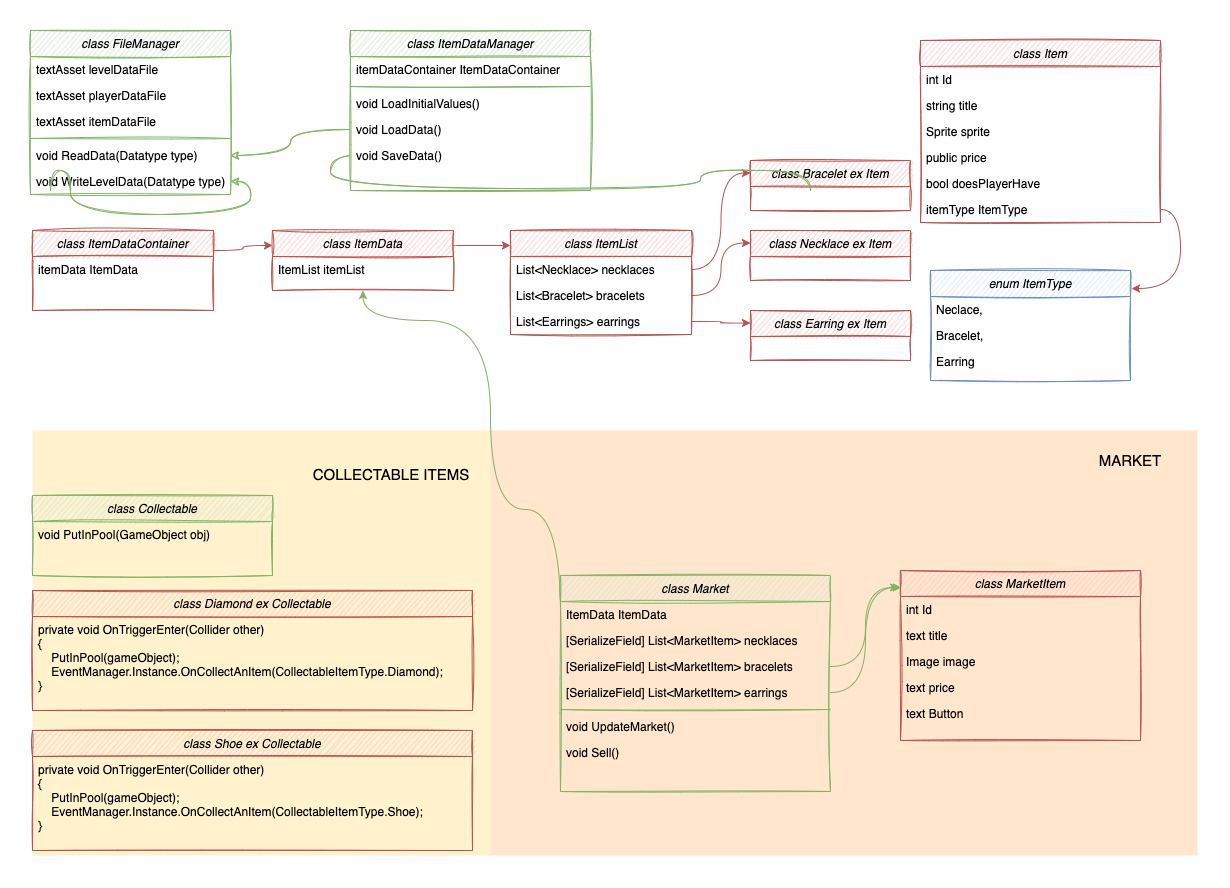 class FileManager
textAsset levelDataFile
textAsset playerDataFile
textAsset itemDataFile
void ReadData(Datatype type)
void WriteLevelData(Datatype type)
class ItemDataManager
itemDataContainer ItemDataContainer
void LoadInitialValues()
void LoadData()
void SaveData()
class Item
int Id
string title
Sprite sprite
public price
bool doesPlayerHave
itemType ItemType
class ItemDataContainer
itemData ItemData
class ItemData
ItemList itemList
class ItemList
List<Necklace> necklaces
List<Bracelet> bracelets
List<Earrings> earrings
class Bracelet ex Item
class Necklace ex Item
class Earring ex Item
enum ItemType
Neclace,
Bracelet,
Earring
COLLECTABLE ITEMS
class Collectable
void PutInPool(GameObject obj)
class Diamond ex Collectable
private void OnTriggerEnter(Collider other)
{
PutInPool(gameObject);
EventManager.Instance.OnCollectAnItem(CollectableItemType.Diamond);
}
class Shoe ex Collectable
private void OnTriggerEnter(Collider other)
{
PutInPool(gameObject);
EventManager.Instance.OnCollectAnItem(CollectableItemType.Shoe);
}
MARKET
class Market
ItemData ItemData
[SerializeField] List<MarketItem> necklaces
[SerializeField] List<MarketItem> bracelets
[SerializeField] List<MarketItem> earrings
void UpdateMarket()
void Sell()
class MarketItem
int Id
text title
Image image
text price
text Button